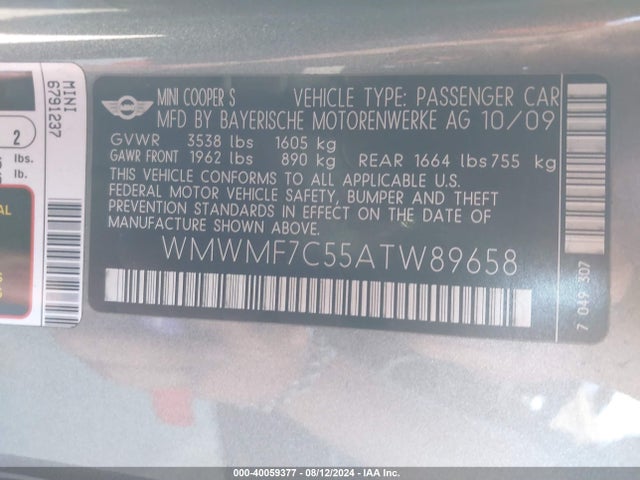 MINI
6791237
2
lbs.
lb.
AL
MINI COOPER S VEHICLE TYPE: PASSENGER CAR
MFD BY BAYERISCHE MOTORENWERKE AG 10/09
GVWR 3538 lbs 1605 kg
GAWR FRONT 1962 lbs 890 kg REAR 1664 lbs 755 kg
THIS VEHICLE CONFORMS TO ALL APPLICABLE U.S.
FEDERAL MOTOR VEHICLE SAFETY, BUMPER AND THEFT
PREVENTION STANDARDS IN EFFECT ON THE DATE OF
MANUFACTURE SHOWN ABOVE.
WMWMF7C55ATW89658
7 049 307
000-40059377 - 08/12/2024 - IAA Inc.